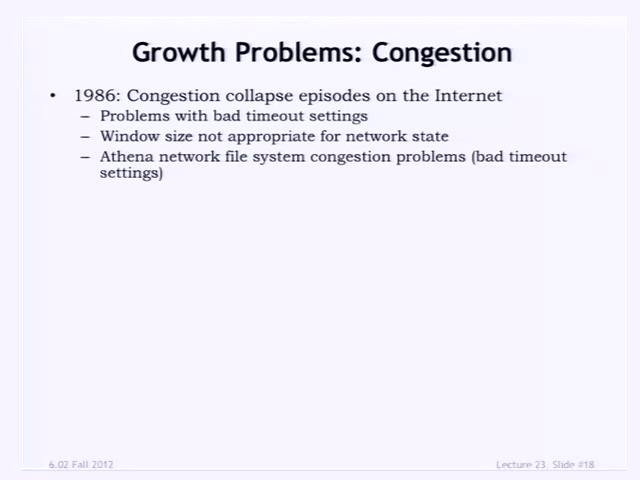 Growth Problems: Congestion
• 1986: Congestion collapse episodes on the Internet
– Problems with bad timeout settings
– Window size not appropriate for network state
– Athena network file system congestion problems (bad timeout
settings)
6.02 Fall 2012
Lecture 23, Slide #18